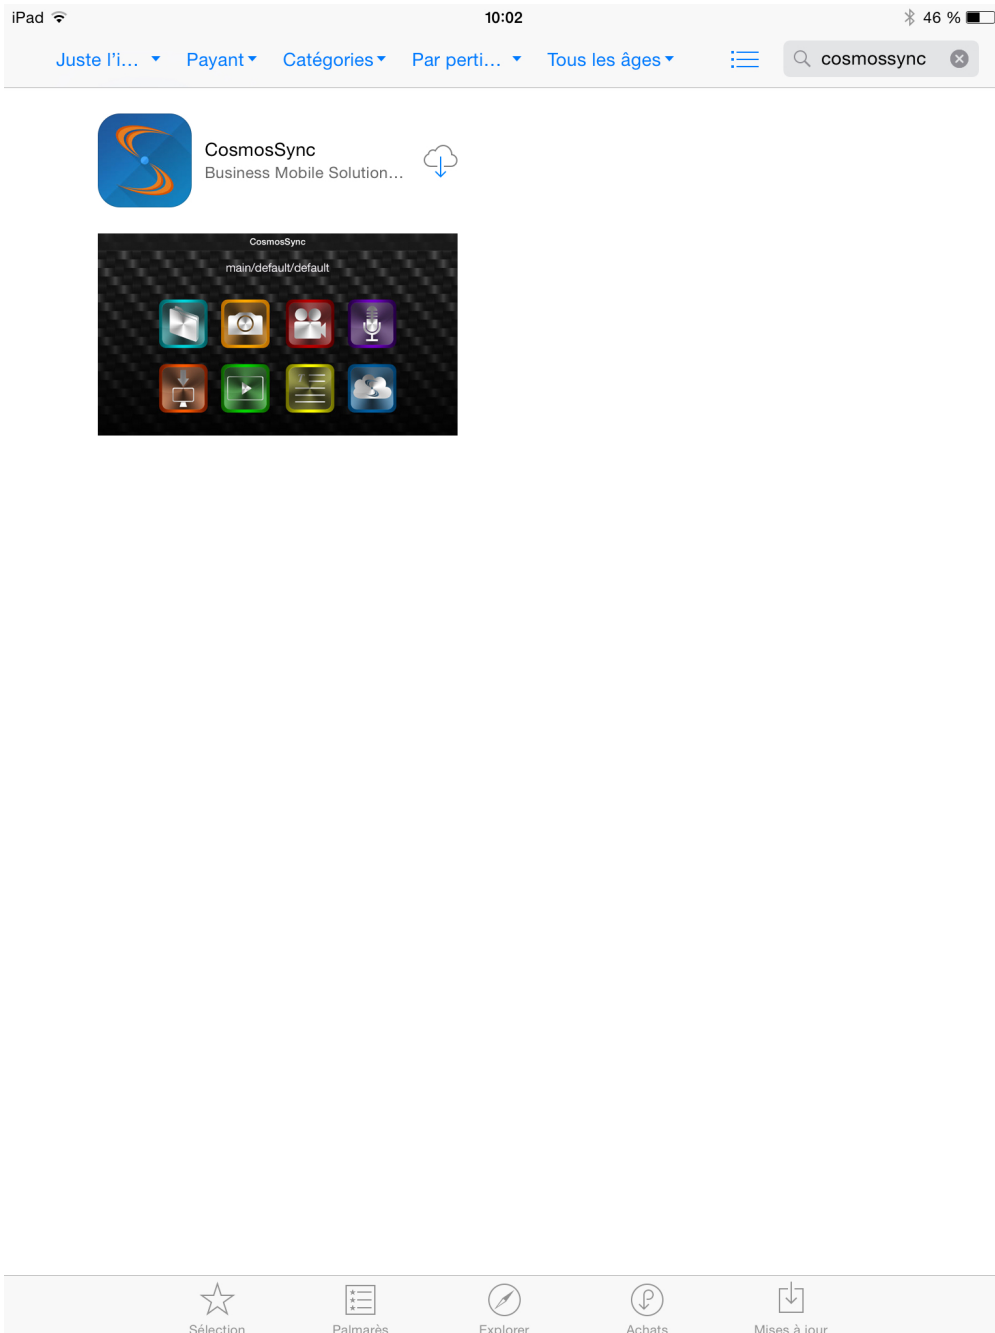 iPad 10:02 46 %
Juste l’i... Payant Catégories Par perti... Tous les âges cosmossync
CosmosSync
Business Mobile Solution...
CosmosSync
main/default/default
Sélection Palmarès Explorer Achats Mises à jour